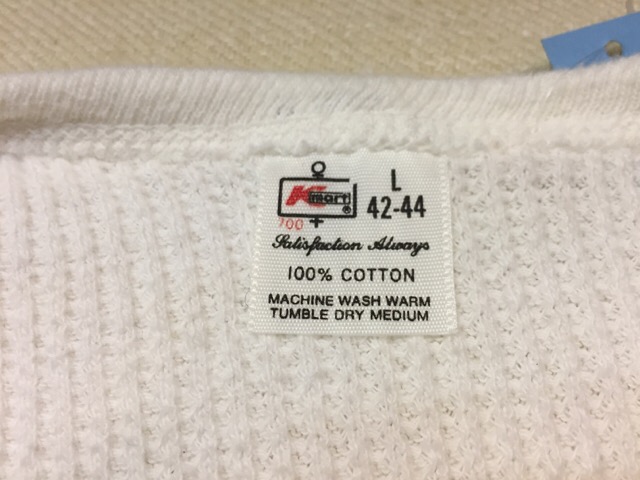 Kmart ® L
42-44
700
Satisfaction Always
100% COTTON
MACHINE WASH WARM
TUMBLE DRY MEDIUM